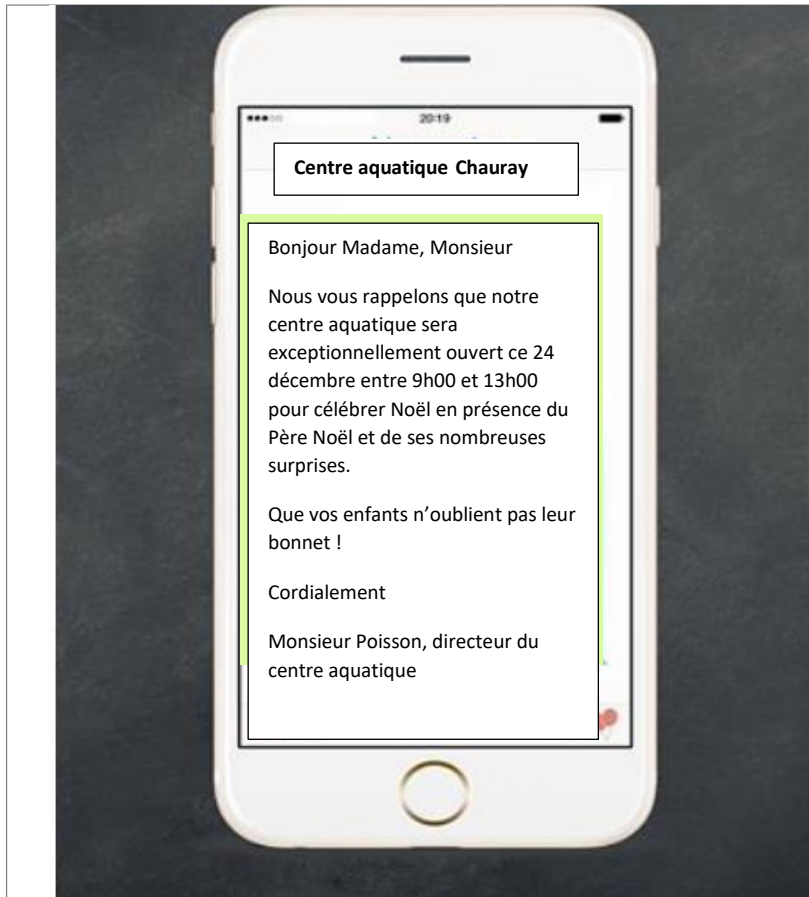 20:19
Centre aquatique Chauray
Bonjour Madame, Monsieur
Nous vous rappelons que notre
centre aquatique sera
exceptionnellement ouvert ce 24
décembre entre 9h00 et 13h00
pour célébrer Noël en présence du
Père Noël et de ses nombreuses
surprises.
Que vos enfants n’oublient pas leur
bonnet !
Cordialement
Monsieur Poisson, directeur du
centre aquatique